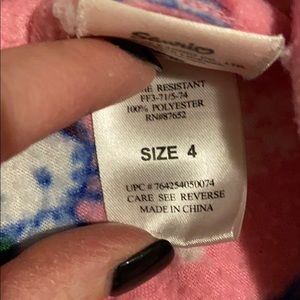 Sanrio
RESISTANT
FF3-71/5-74
100% POLYESTER
RN#87652
SIZE 4
UPC # 764254050074
CARE SEE REVERSE
MADE IN CHINA